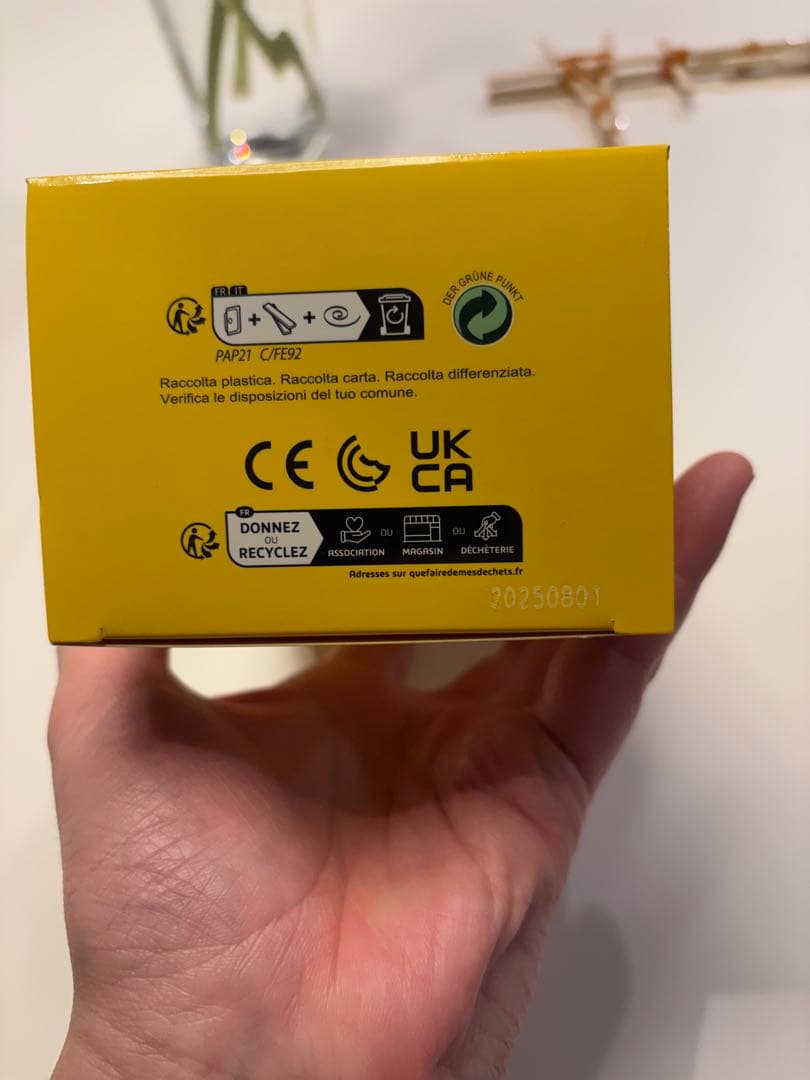 FR IT
DER GRÜNE PUNKT
PAP21 C/FE92
Raccolta plastica. Raccolta carta. Raccolta differenziata.
Verifica le disposizioni del tuo comune.
CE UK
CA
FR
DONNEZ
OU
RECYCLEZ
ASSOCIATION OU MAGASIN OU DÉCHÈTERIE
Adresses sur quefairedemesdechets.fr
20250801